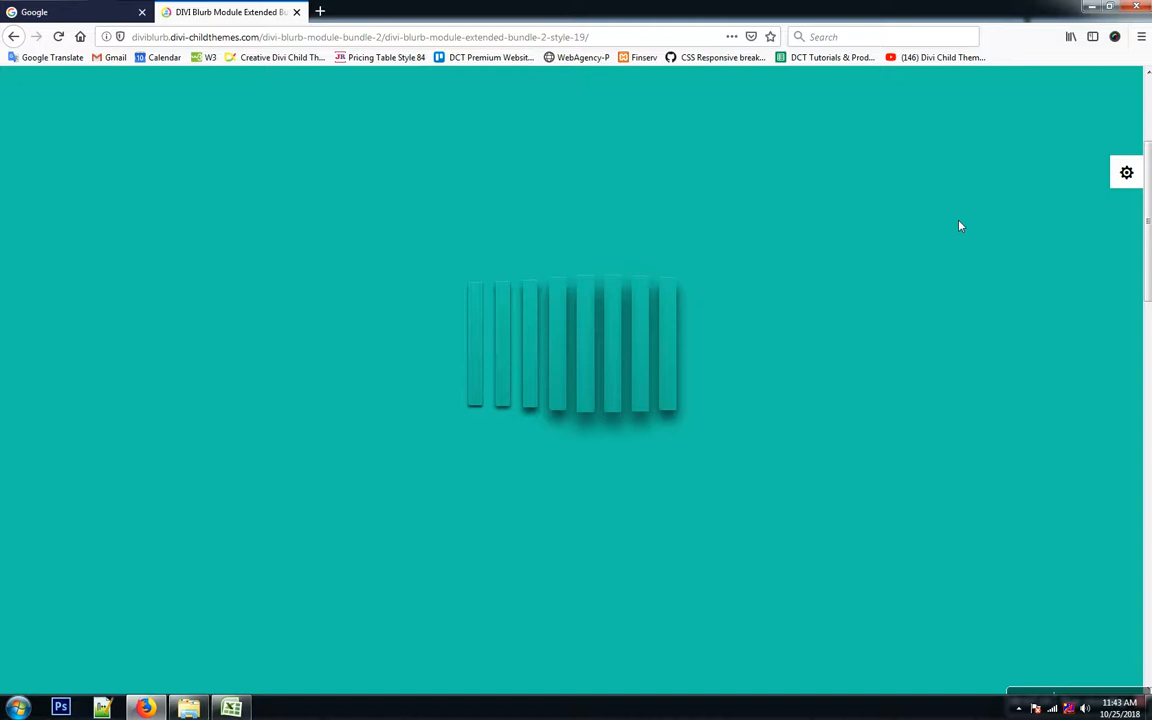 Google
DIVI Blurb Module Extended Bu
diviblurb.divi-childthemes.com/divi-blurb-module-bundle-2/divi-blurb-module-extended-bundle-2-style-19/
Search
Google Translate
Gmail
Calendar
W3
Creative Divi Child Th...
Pricing Table Style 84
DCT Premium Websit...
WebAgency-P
Finserv
CSS Responsive break...
DCT Tutorials & Prod...
(146) Divi Child Them...
Ps
11:43 AM
10/25/2018